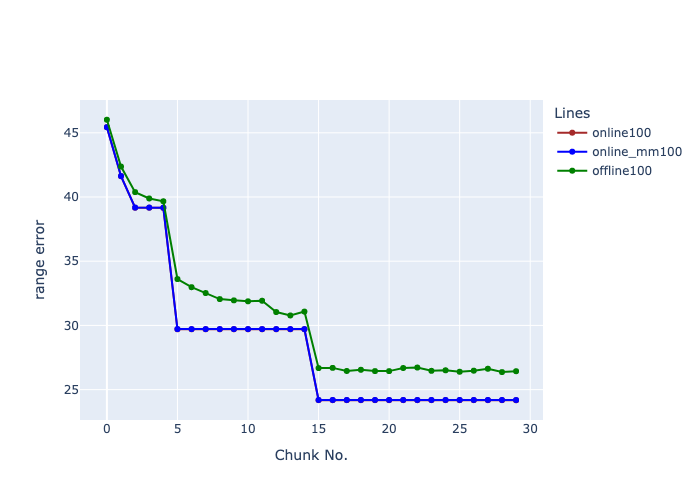 Lines
online100
online_mm100
offline100
45
40
35
30
25
range error
0 5 10 15 20 25 30
Chunk No.